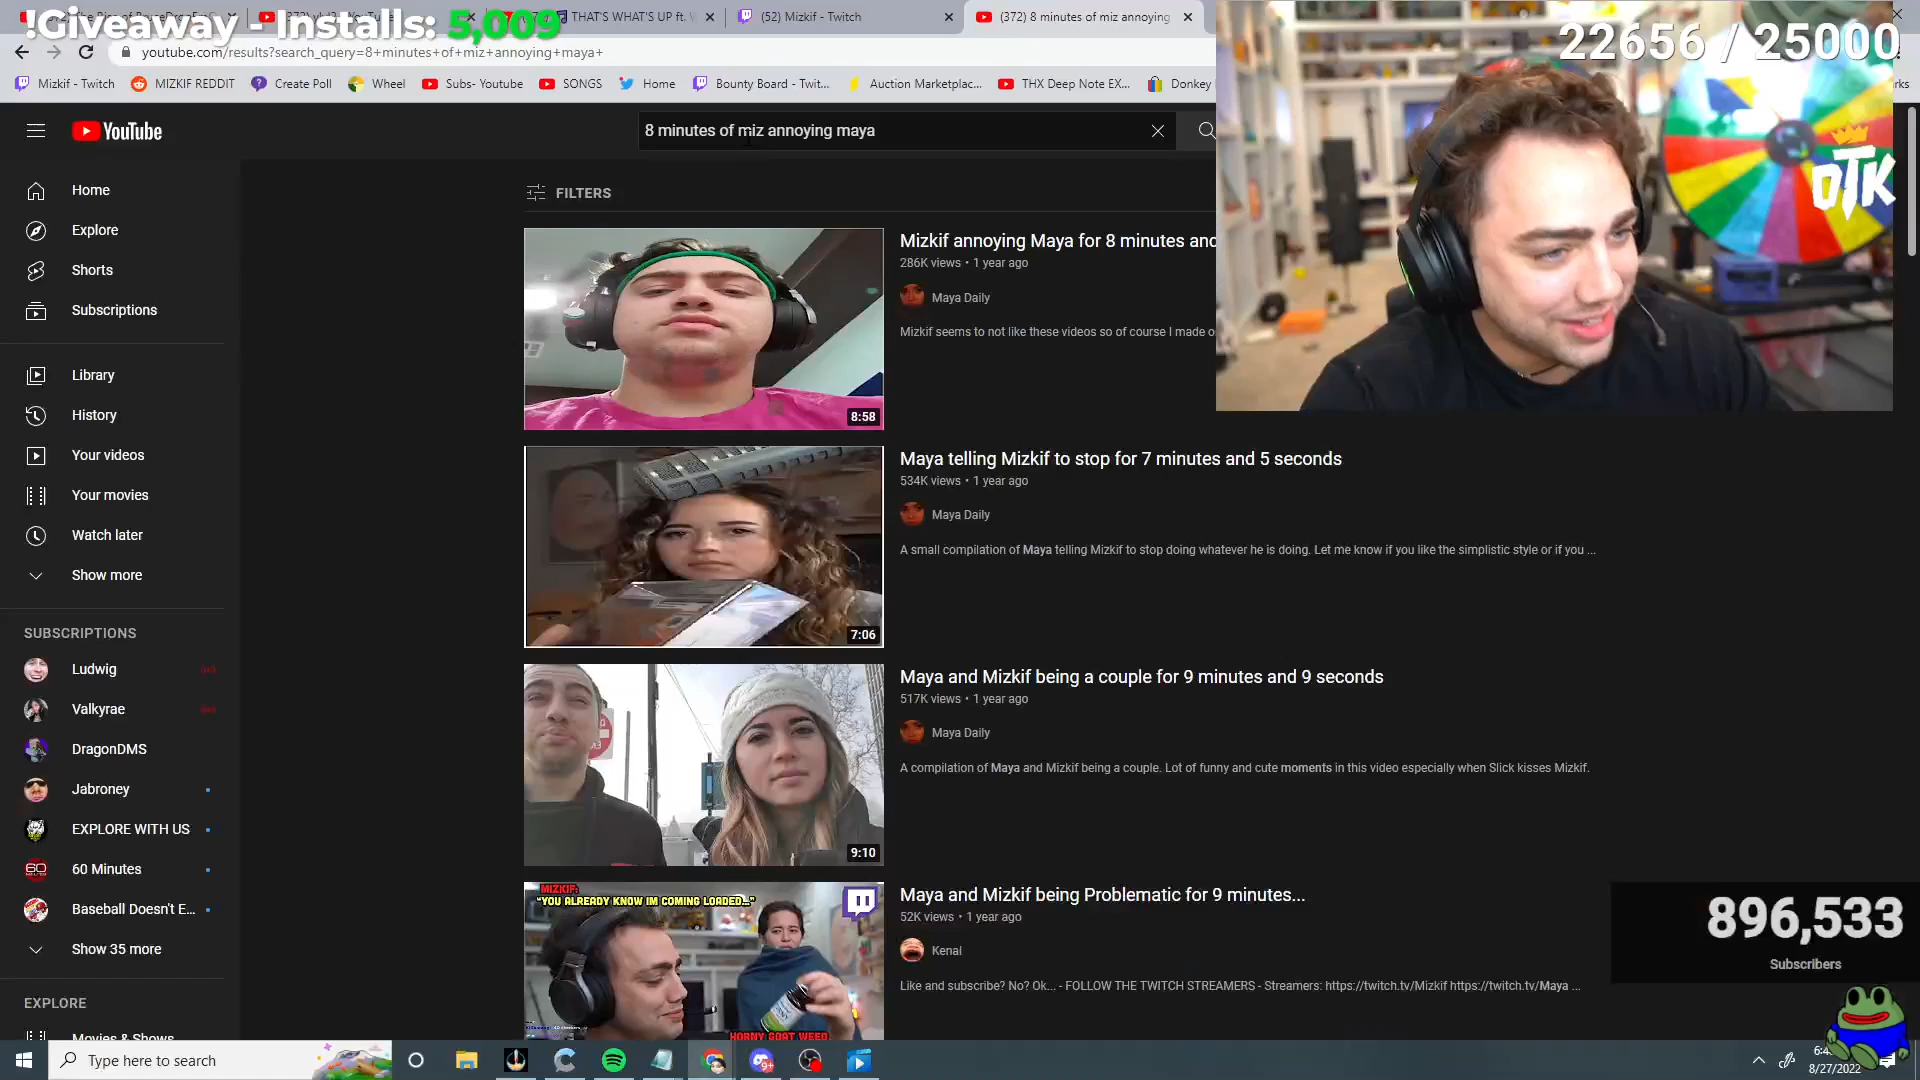 !Giveaway - Installs: 5,009
THAT'S WHAT'S UP ft.
(52) Mizkif - Twitch
(372) 8 minutes of miz annoying
youtube.com/results?search_query=8+minutes+of+miz+annoying+maya+
22656 / 25000
Mizkif - Twitch
MIZKIF REDDIT
Create Poll
Wheel
Subs- Youtube
SONGS
Home
Bounty Board - Twit...
Auction Marketplac...
THX Deep Note EX...
Donkey
YouTube
8 minutes of miz annoying maya
OTK
Home
Explore
Shorts
Subscriptions
Library
History
Your videos
Your movies
Watch later
Show more
SUBSCRIPTIONS
Ludwig
Valkyrae
DragonDMS
Jabroney
EXPLORE WITH US
60 Minutes
Baseball Doesn't E...
Show 35 more
EXPLORE
Movies & Shows
FILTERS
Mizkif annoying Maya for 8 minutes and
286K views • 1 year ago
Maya Daily
Mizkif seems to not like these videos so of course I made
8:58
Maya telling Mizkif to stop for 7 minutes and 5 seconds
534K views • 1 year ago
Maya Daily
A small compilation of Maya telling Mizkif to stop doing whatever he is doing. Let me know if you like the simplistic style or if you ...
7:06
Maya and Mizkif being a couple for 9 minutes and 9 seconds
517K views • 1 year ago
Maya Daily
A compilation of Maya and Mizkif being a couple. Lot of funny and cute moments in this video especially when Slick kisses Mizkif.
9:10
MIZKIF:
"YOU ALREADY KNOW IM COMING LOADED..."
HORNY GOAT WEED
Maya and Mizkif being Problematic for 9 minutes...
52K views • 1 year ago
Kenai
Like and subscribe? No? Ok... - FOLLOW THE TWITCH STREAMERS - Streamers: https://twitch.tv/Mizkif https://twitch.tv/Maya ...
896,533
Subscribers
Type here to search
9+
8/27/2022